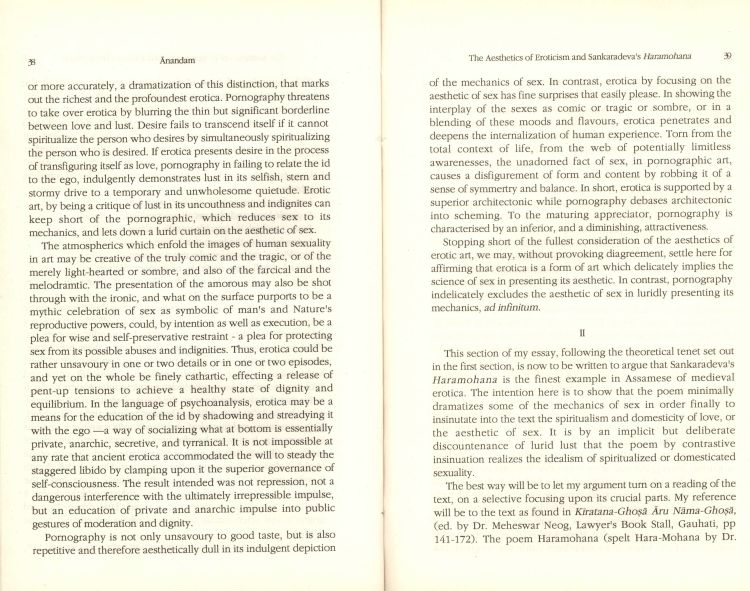 38
Ānandam
or more accurately, a dramatization of this distinction, that marks
out the richest and the profoundest erotica. Pornography threatens
to take over erotica by blurring the thin but significant borderline
between love and lust. Desire fails to transcend itself if it cannot
spiritualize the person who desires by simultaneously spiritualizing
the person who is desired. If erotica presents desire in the process
of transfiguring itself as love, pornography in failing to relate the id
to the ego, indulgently demonstrates lust in its selfish, stern and
stormy drive to a temporary and unwholesome quietude. Erotic
art, by being a critique of lust in its uncouthness and indignites can
keep short of the pornographic, which reduces sex to its
mechanics, and lets down a lurid curtain on the aesthetic of sex.
The atmospherics which enfold the images of human sexuality
in art may be creative of the truly comic and the tragic, or of the
merely light-hearted or sombre, and also of the farcical and the
melodramtic. The presentation of the amorous may also be shot
through with the ironic, and what on the surface purports to be a
mythic celebration of sex as symbolic of man's and Nature's
reproductive powers, could, by intention as well as execution, be a
plea for wise and self-preservative restraint - a plea for protecting
sex from its possible abuses and indignities. Thus, erotica could be
rather unsavoury in one or two details or in one or two episodes,
and yet on the whole be finely cathartic, effecting a release of
pent-up tensions to achieve a healthy state of dignity and
equilibrium. In the language of psychoanalysis, erotica may be a
means for the education of the id by shadowing and streadying it
with the ego —a way of socializing what at bottom is essentially
private, anarchic, secretive, and tyrranical. It is not impossible at
any rate that ancient erotica accommodated the will to steady the
staggered libido by clamping upon it the superior governance of
self-consciousness. The result intended was not repression, not a
dangerous interference with the ultimately irrepressible impulse,
but an education of private and anarchic impulse into public
gestures of moderation and dignity.
Pornography is not only unsavoury to good taste, but is also
repetitive and therefore aesthetically dull in its indulgent depiction
The Aesthetics of Eroticism and Sankaradeva's Haramohana
39
of the mechanics of sex. In contrast, erotica by focusing on the
aesthetic of sex has fine surprises that easily please. In showing the
interplay of the sexes as comic or tragic or sombre, or in a
blending of these moods and flavours, erotica penetrates and
deepens the internalization of human experience. Torn from the
total context of life, from the web of potentially limitless
awarenesses, the unadorned fact of sex, in pornographic art,
causes a disfigurement of form and content by robbing it of a
sense of symmertry and balance. In short, erotica is supported by a
superior architectonic while pornography debases architectonic
into scheming. To the maturing appreciator, pornography is
characterised by an inferior, and a diminishing, attractiveness.
Stopping short of the fullest consideration of the aesthetics of
erotic art, we may, without provoking diagreement, settle here for
affirming that erotica is a form of art which delicately implies the
science of sex in presenting its aesthetic. In contrast, pornography
indelicately excludes the aesthetic of sex in luridly presenting its
mechanics, ad infinitum.
II
This section of my essay, following the theoretical tenet set out
in the first section, is now to be written to argue that Sankaradeva's
Haramohana is the finest example in Assamese of medieval
erotica. The intention here is to show that the poem minimally
dramatizes some of the mechanics of sex in order finally to
insinutate into the text the spiritualism and domesticity of love, or
the aesthetic of sex. It is by an implicit but deliberate
discountenance of lurid lust that the poem by contrastive
insinuation realizes the idealism of spiritualized or domesticated
sexuality.
The best way will be to let my argument turn on a reading of the
text, on a selective focusing upon its crucial parts. My reference
will be to the text as found in Kīratana-Ghoṣā Āru Nāma-Ghoṣā,
(ed. by Dr. Meheswar Neog, Lawyer's Book Stall, Gauhati, pp
141-172). The poem Haramohana (spelt Hara-Mohana by Dr.